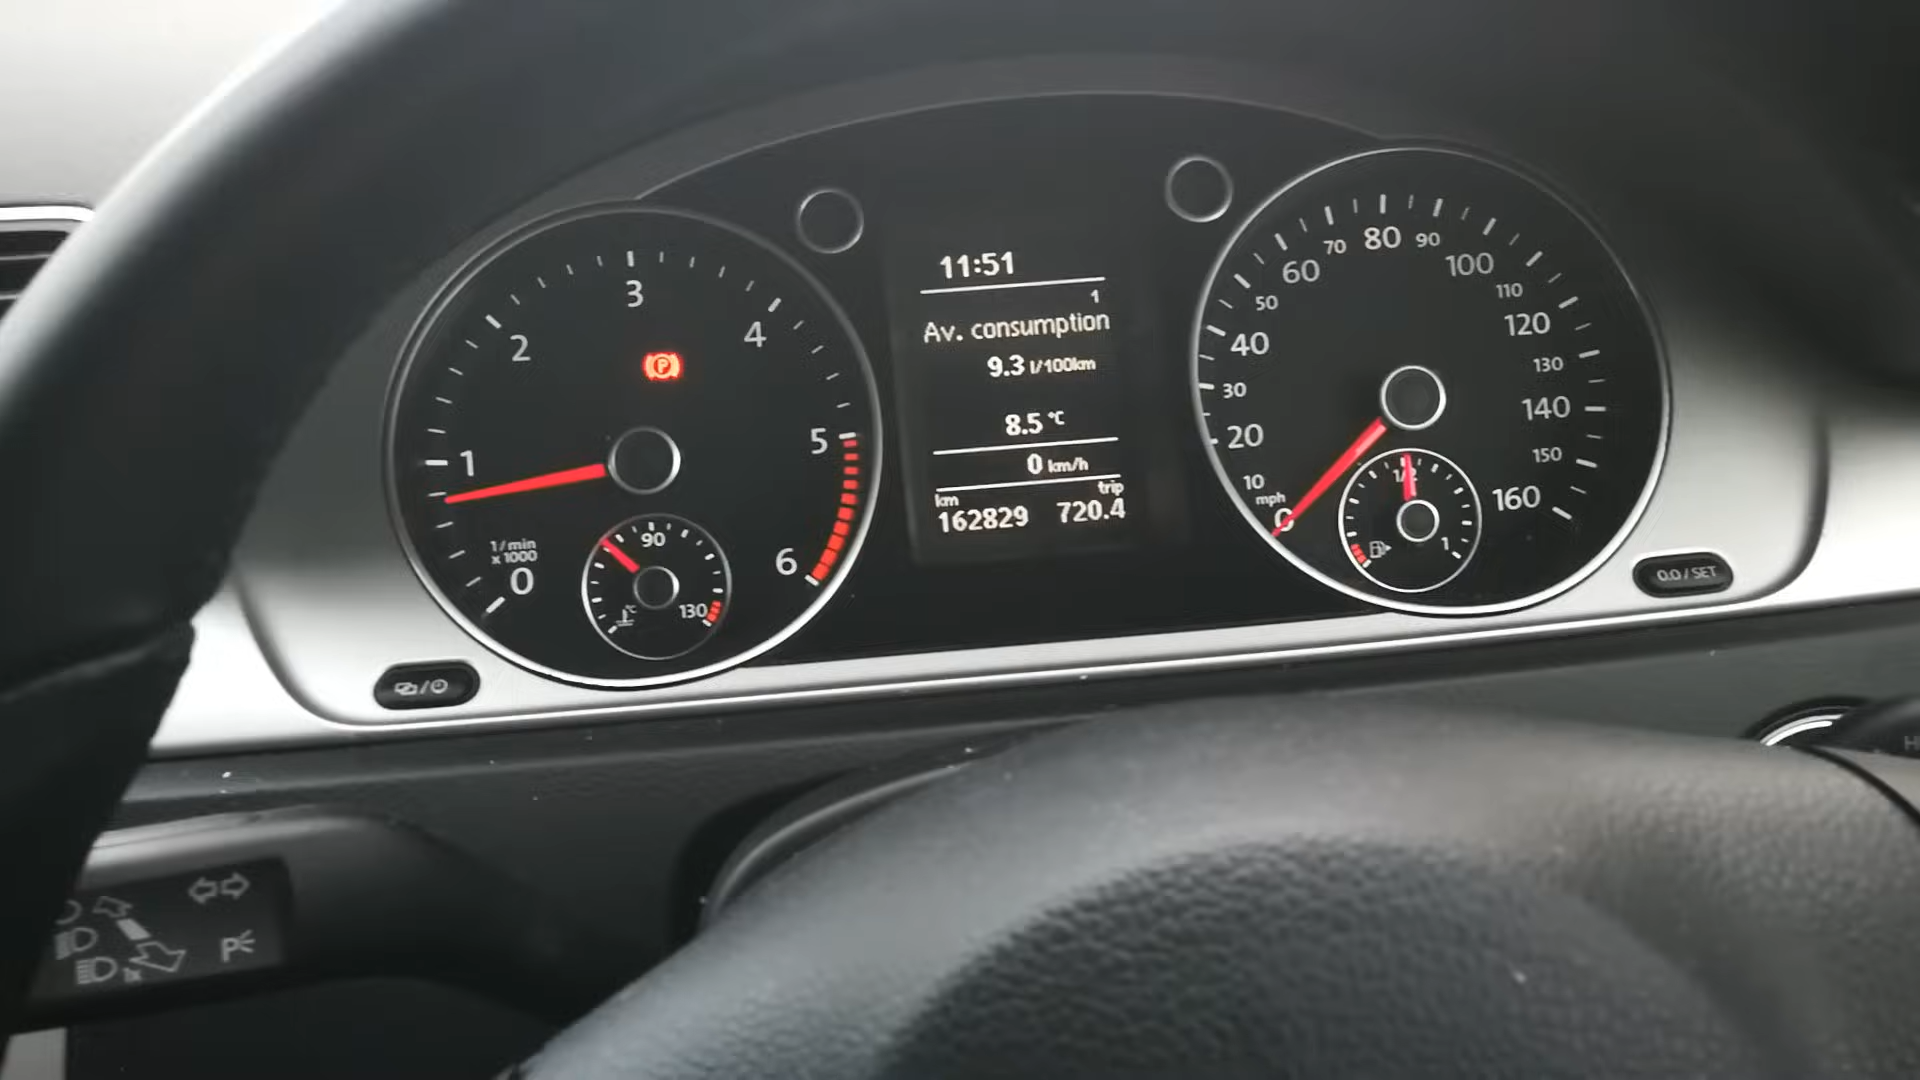 1
2
3
4
5
6
0
1/min
x 1000
90
130
°C
P
11:51
1
Av. consumption
9.3 l/100km
8.5 °C
0 km/h
km trip
162829 720.4
0
10
mph
20
30
40
50
60
70
80
90
100
110
120
130
140
150
160
1/2
1
0.0 / SET
P